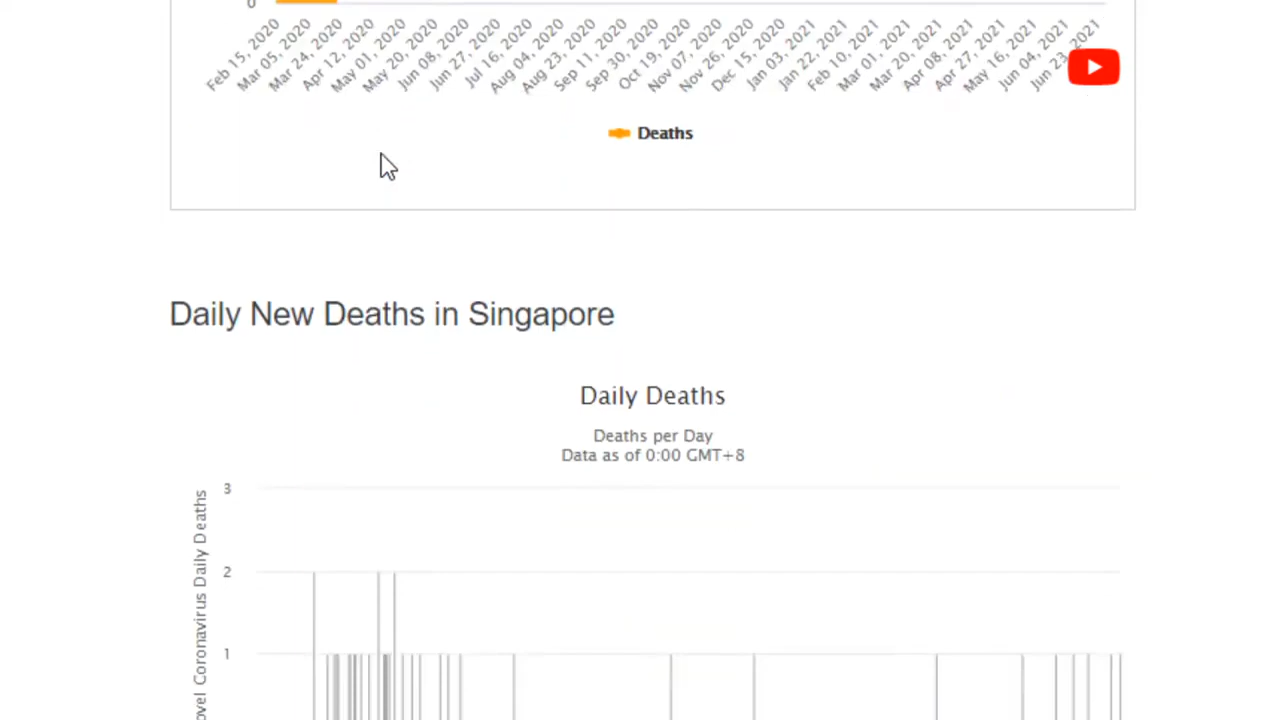 0
Feb 15, 2020
Mar 05, 2020
Mar 24, 2020
Apr 12, 2020
May 01, 2020
May 20, 2020
Jun 08, 2020
Jun 27, 2020
Jul 16, 2020
Aug 04, 2020
Aug 23, 2020
Sep 11, 2020
Sep 30, 2020
Oct 19, 2020
Nov 07, 2020
Nov 26, 2020
Dec 15, 2020
Jan 03, 2021
Jan 22, 2021
Feb 10, 2021
Mar 01, 2021
Mar 20, 2021
Apr 08, 2021
Apr 27, 2021
May 16, 2021
Jun 04, 2021
Jun 23, 2021
Deaths
Daily New Deaths in Singapore
Daily Deaths
Deaths per Day
Data as of 0:00 GMT+8
3
2
1
Coronavirus Daily Deaths